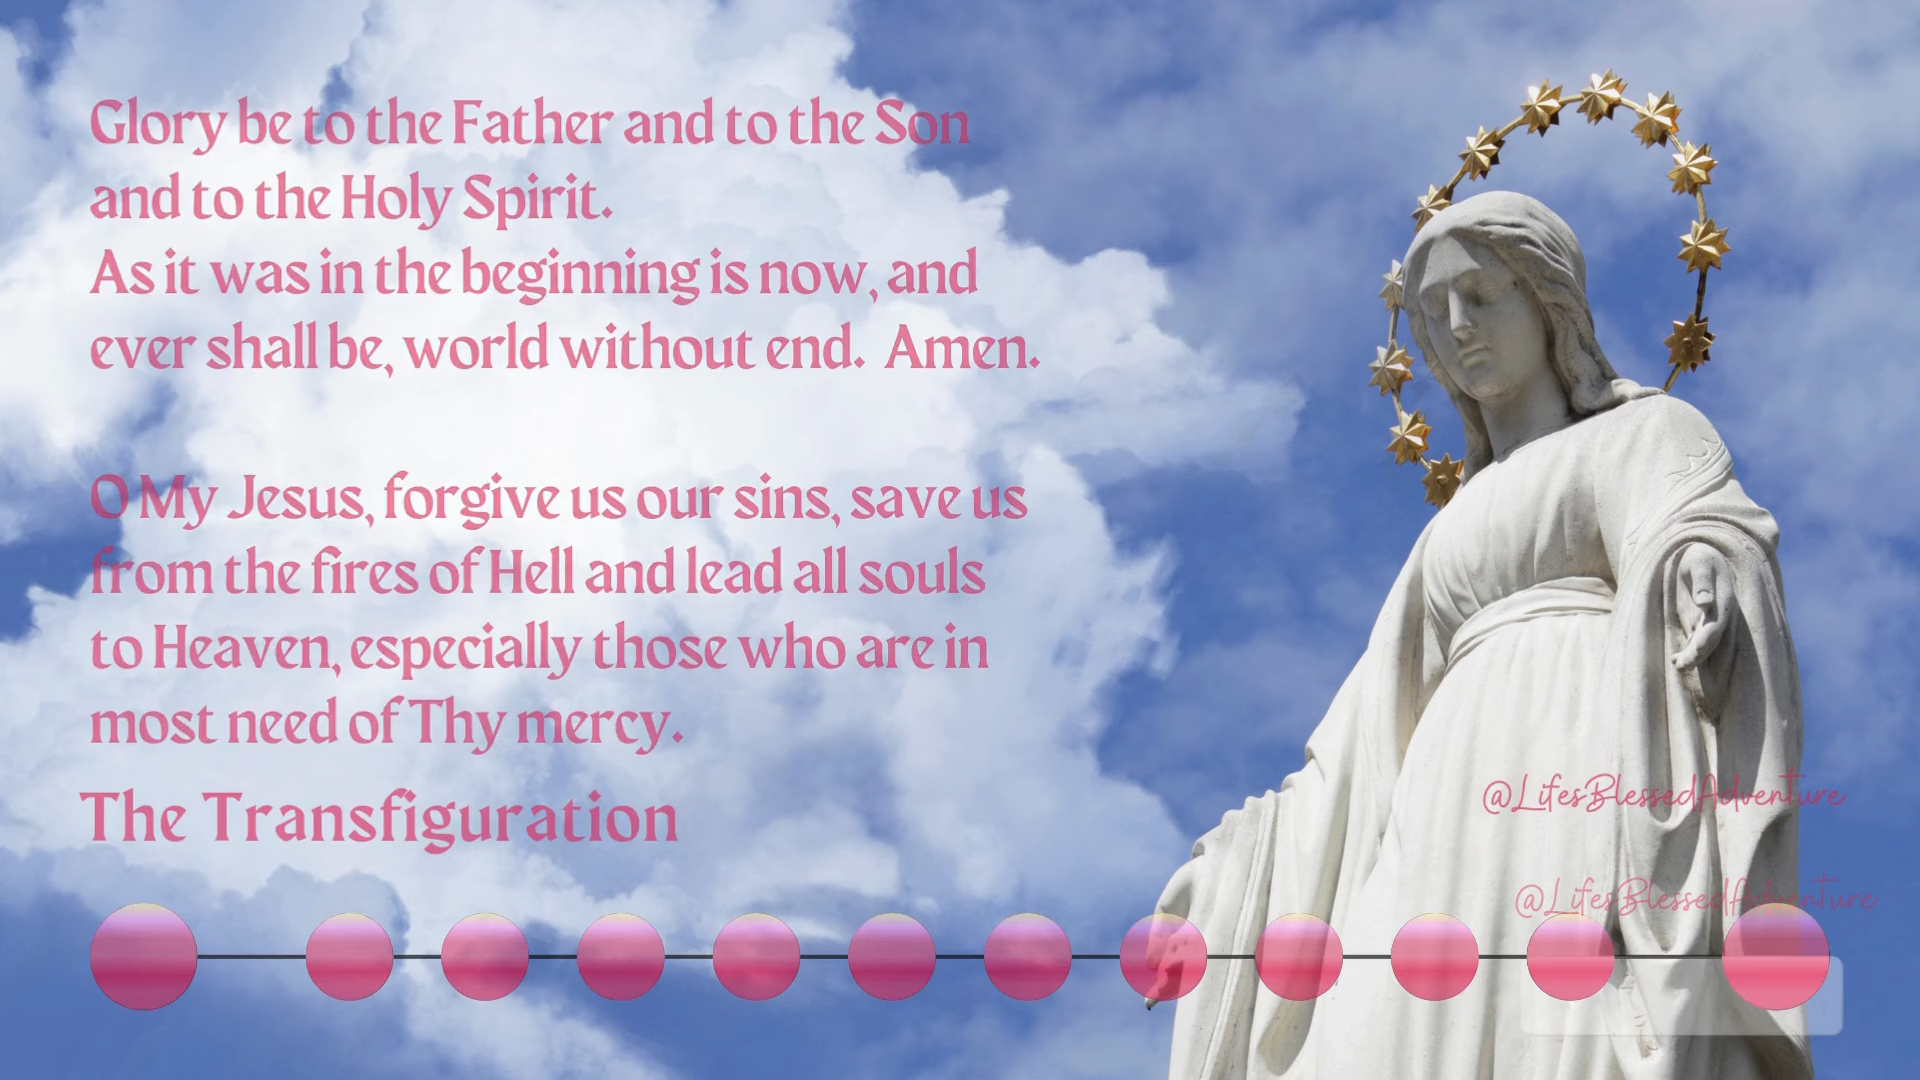 Glory be to the Father and to the Son
and to the Holy Spirit.
As it was in the beginning is now, and
ever shall be, world without end. Amen.
O My Jesus, forgive us our sins, save us
from the fires of Hell and lead all souls
to Heaven, especially those who are in
most need of Thy mercy.
The Transfiguration
@LifesBlessedAdventure
@LifesBlessedAdventure